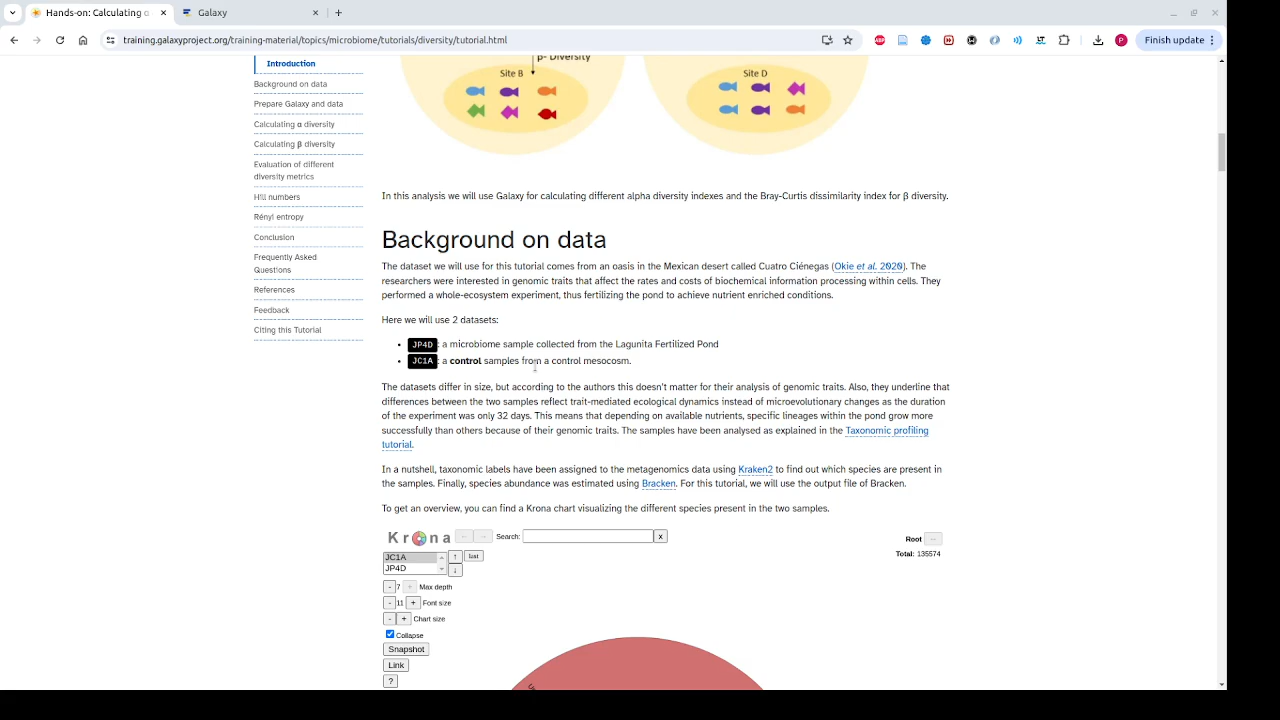 Hands-on: Calculating α
Galaxy
training.galaxyproject.org/training-material/topics/microbiome/tutorials/diversity/tutorial.html
Finish update
Introduction
Background on data
Prepare Galaxy and data
Calculating α diversity
Calculating β diversity
Evaluation of different
diversity metrics
Hill numbers
Rényi entropy
Conclusion
Frequently Asked
Questions
References
Feedback
Citing this Tutorial
β- Diversity
Site B
Site D
In this analysis we will use Galaxy for calculating different alpha diversity indexes and the Bray-Curtis dissimilarity index for β diversity.
Background on data
The dataset we will use for this tutorial comes from an oasis in the Mexican desert called Cuatro Ciénegas (Okie et al. 2020). The
researchers were interested in genomic traits that affect the rates and costs of biochemical information processing within cells. They
performed a whole-ecosystem experiment, thus fertilizing the pond to achieve nutrient enriched conditions.
Here we will use 2 datasets:
JP4D: a microbiome sample collected from the Lagunita Fertilized Pond
JC1A: a control samples from a control mesocosm.
The datasets differ in size, but according to the authors this doesn't matter for their analysis of genomic traits. Also, they underline that
differences between the two samples reflect trait-mediated ecological dynamics instead of microevolutionary changes as the duration
of the experiment was only 32 days. This means that depending on available nutrients, specific lineages within the pond grow more
successfully than others because of their genomic traits. The samples have been analysed as explained in the Taxonomic profiling
tutorial.
In a nutshell, taxonomic labels have been assigned to the metagenomics data using Kraken2 to find out which species are present in
the samples. Finally, species abundance was estimated using Bracken. For this tutorial, we will use the output file of Bracken.
To get an overview, you can find a Krona chart visualizing the different species present in the two samples.
Krona
Search:
x
Root
Total: 135574
JC1A
JP4D
last
- 7 + Max depth
- 11 + Font size
- + Chart size
Collapse
Snapshot
Link
?